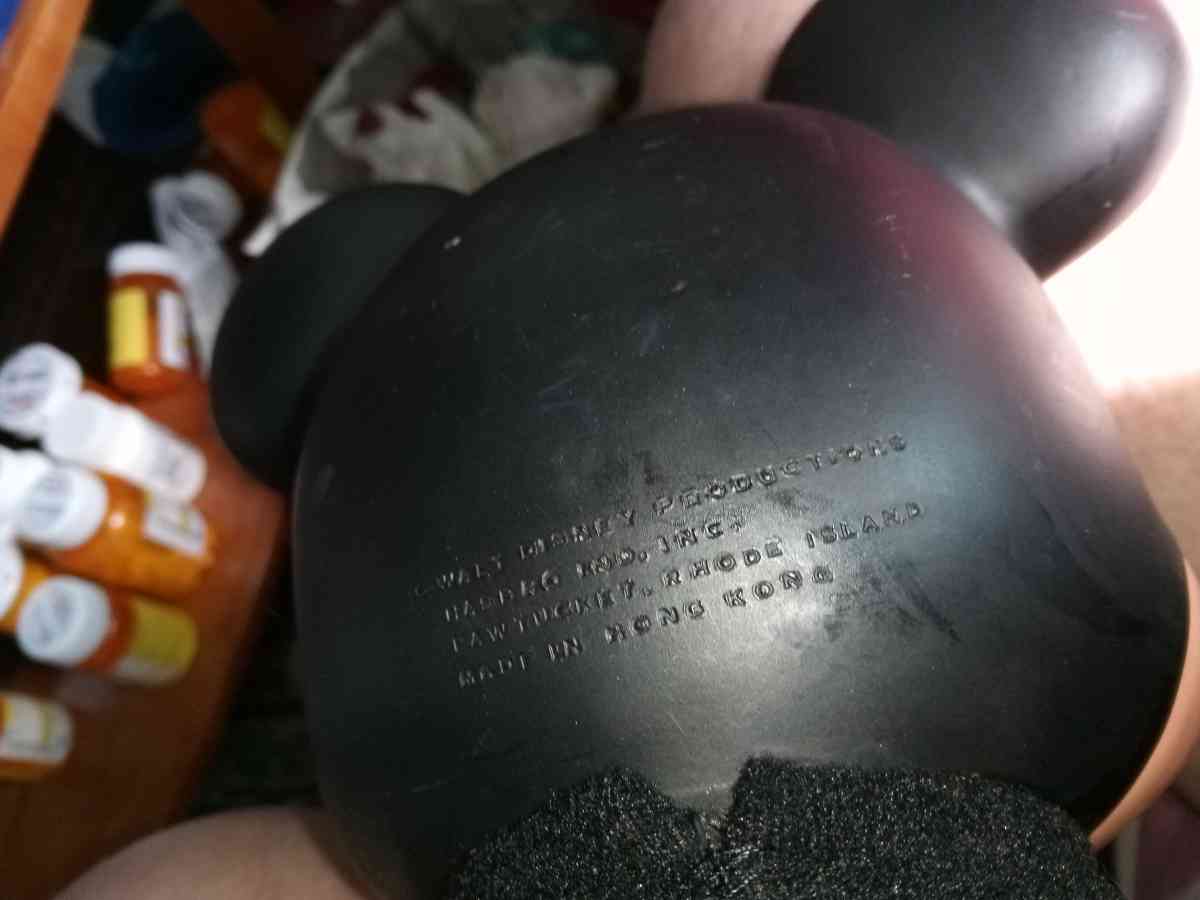 © WALT DISNEY PRODUCTIONS
HASBRO IND, INC.
PAWTUCKET, RHODE ISLAND
MADE IN HONG KONG